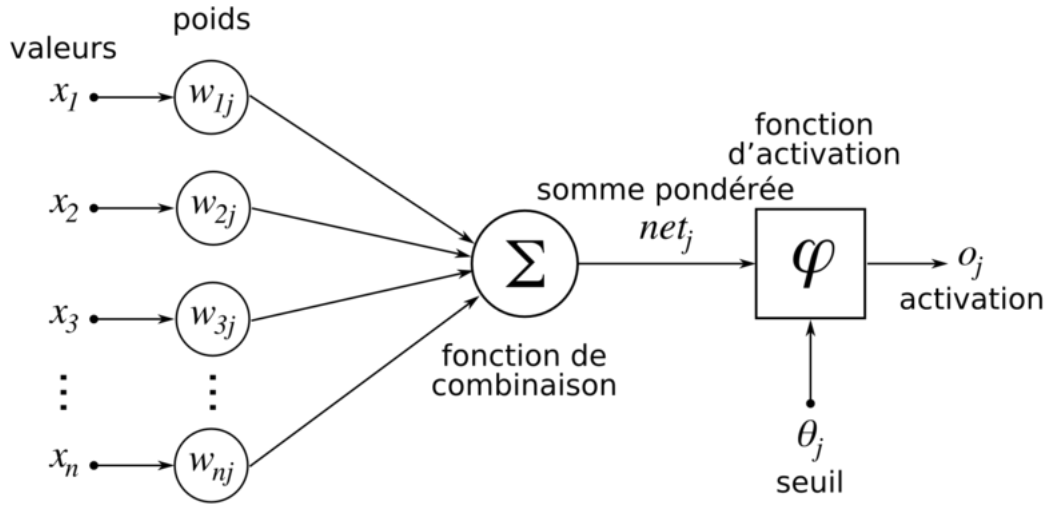 poids
valeurs
x1
w1j
x2
w2j
x3
w3j
⋮
⋮
xn
wnj
Σ
fonction de
combinaison
somme pondérée
netj
fonction
d’activation
φ
oj
activation
θj
seuil